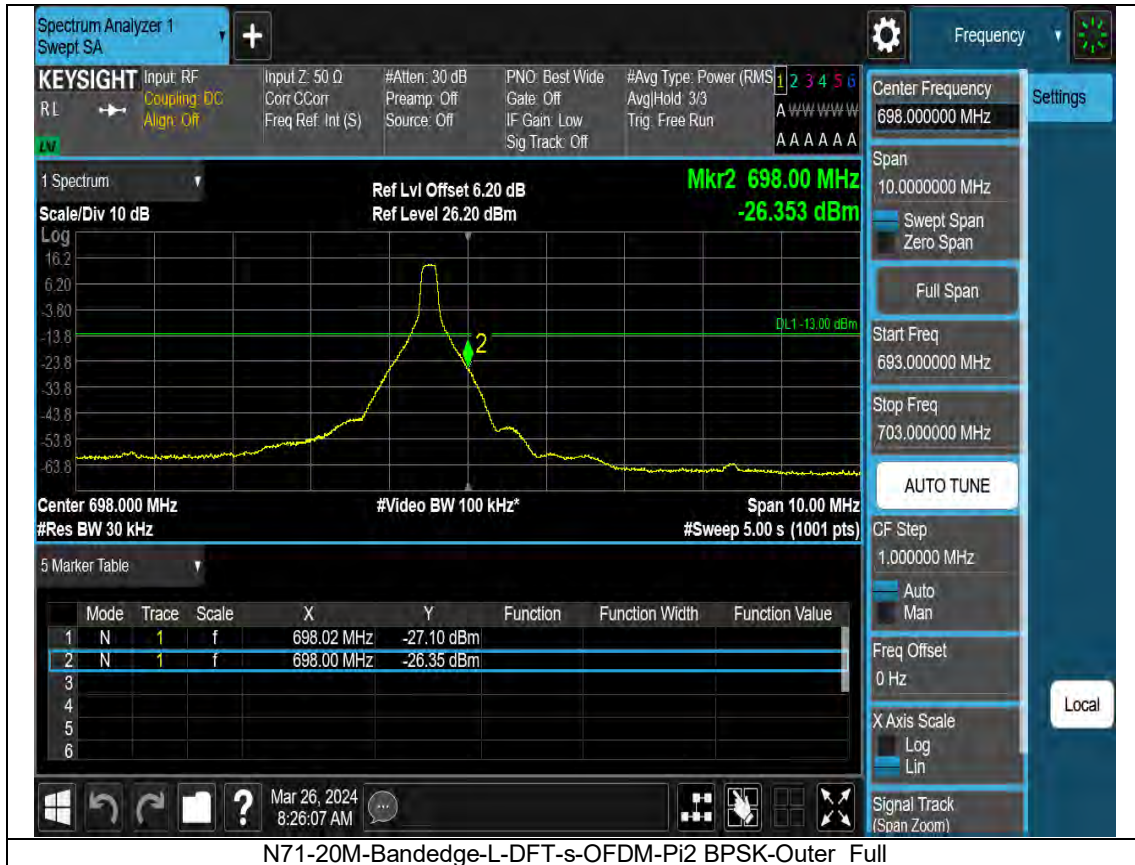 Spectrum Analyzer 1
Swept SA
+
Frequency
KEYSIGHT
RL
Input: RF
Coupling: DC
Align: Off
Input Z: 50 Ω
Corr CCorr
Freq Ref: Int (S)
#Atten: 30 dB
Preamp: Off
Source: Off
PNO: Best Wide
Gate: Off
IF Gain: Low
Sig Track: Off
#Avg Type: Power (RMS
Avg|Hold: 3/3
Trig: Free Run
1 2 3 4 5 6
A W W W W W
A A A A A A
1 Spectrum
Scale/Div 10 dB
Ref Lvl Offset 6.20 dB
Ref Level 26.20 dBm
Mkr2 698.00 MHz
-26.353 dBm
Log
16.2
6.20
-3.80
-13.8
-23.8
-33.8
-43.8
-53.8
-63.8
DL1 -13.00 dBm
2
Center 698.000 MHz
#Res BW 30 kHz
#Video BW 100 kHz*
Span 10.00 MHz
#Sweep 5.00 s (1001 pts)
5 Marker Table
Mode Trace Scale X Y Function Function Width Function Value
1 N 1 f 698.02 MHz -27.10 dBm
2 N 1 f 698.00 MHz -26.35 dBm
3
4
5
6
Mar 26, 2024
8:26:07 AM
?
Center Frequency
698.000000 MHz
Settings
Span
10.0000000 MHz
Swept Span
Zero Span
Full Span
Start Freq
693.000000 MHz
Stop Freq
703.000000 MHz
AUTO TUNE
CF Step
1.000000 MHz
Auto
Man
Freq Offset
0 Hz
X Axis Scale
Log
Lin
Local
Signal Track
(Span Zoom)
N71-20M-Bandedge-L-DFT-s-OFDM-Pi2 BPSK-Outer_Full